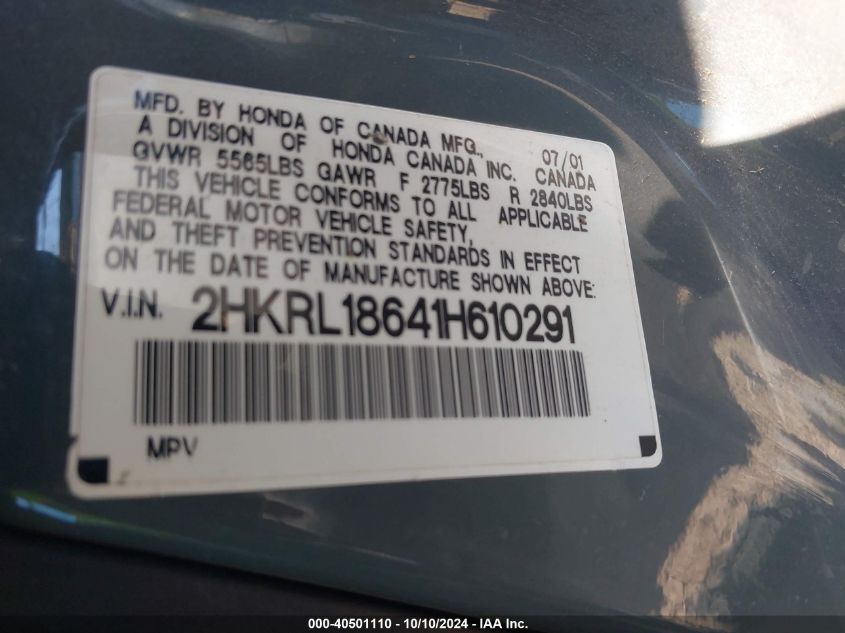 MFD. BY HONDA OF CANADA MFG., 07/01
A DIVISION OF HONDA CANADA INC. CANADA
GVWR 5565LBS GAWR F 2775LBS R 2840LBS
THIS VEHICLE CONFORMS TO ALL APPLICABLE
FEDERAL MOTOR VEHICLE SAFETY,
AND THEFT PREVENTION STANDARDS IN EFFECT
ON THE DATE OF MANUFACTURE SHOWN ABOVE:
V.I.N. 2HKRL18641H610291
MPV
000-40501110 - 10/10/2024 - IAA Inc.